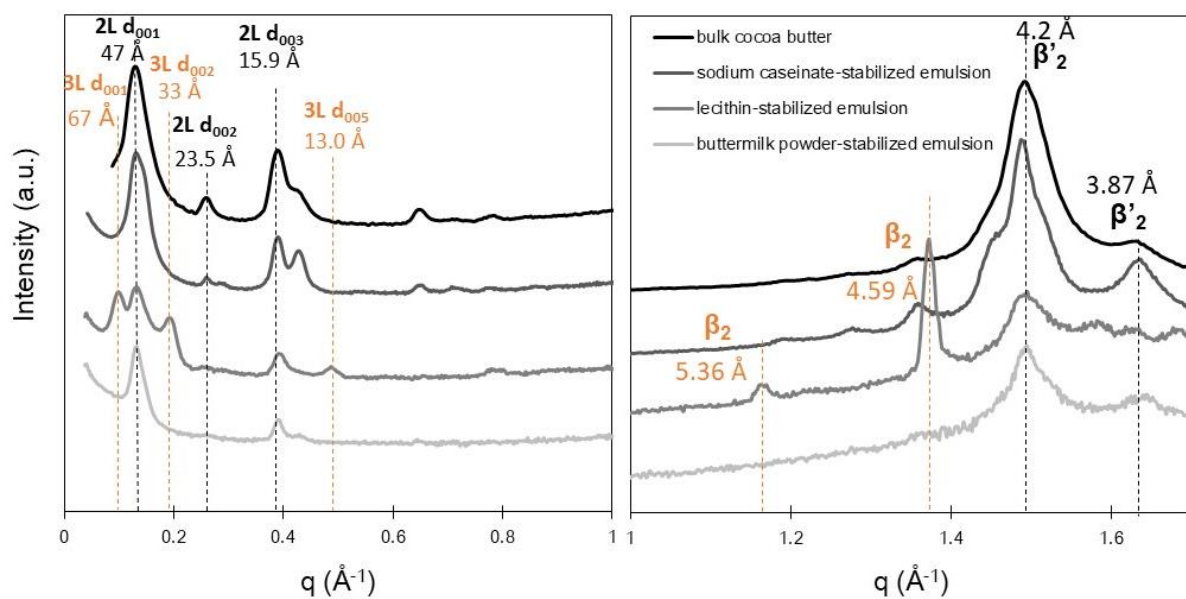 2L d001
47 Å
3L d001
67 Å
3L d002
33 Å
2L d002
23.5 Å
2L d003
15.9 Å
3L d005
13.0 Å
Intensity (a.u.)
0
0.2
0.4
0.6
0.8
1
q (Å-1)
bulk cocoa butter
sodium caseinate-stabilized emulsion
lecithin-stabilized emulsion
buttermilk powder-stabilized emulsion
4.2 Å
β’2
3.87 Å
β’2
β2
4.59 Å
β2
5.36 Å
1
1.2
1.4
1.6
q (Å-1)